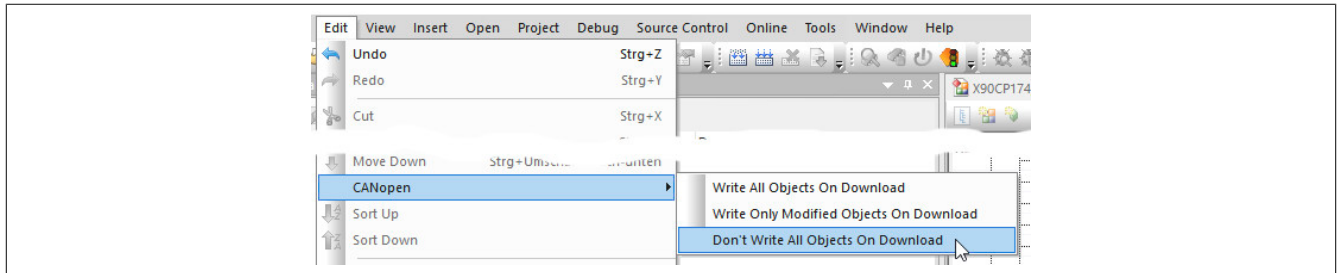 Edit View Insert Open Project Debug Source Control Online Tools Window Help
Undo Strg+Z
Redo Strg+Y
X90CP174
Cut Strg+X
Move Down
CANopen
Write All Objects On Download
Sort Up
Write Only Modified Objects On Download
Sort Down
Don't Write All Objects On Download